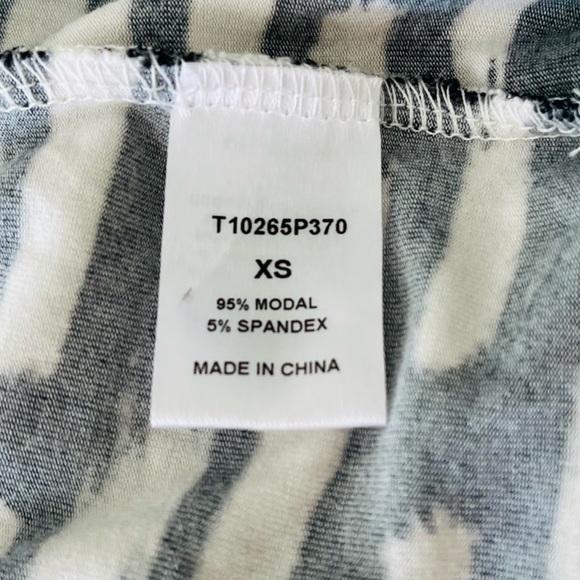 T10265P370
XS
95% MODAL
5% SPANDEX
MADE IN CHINA